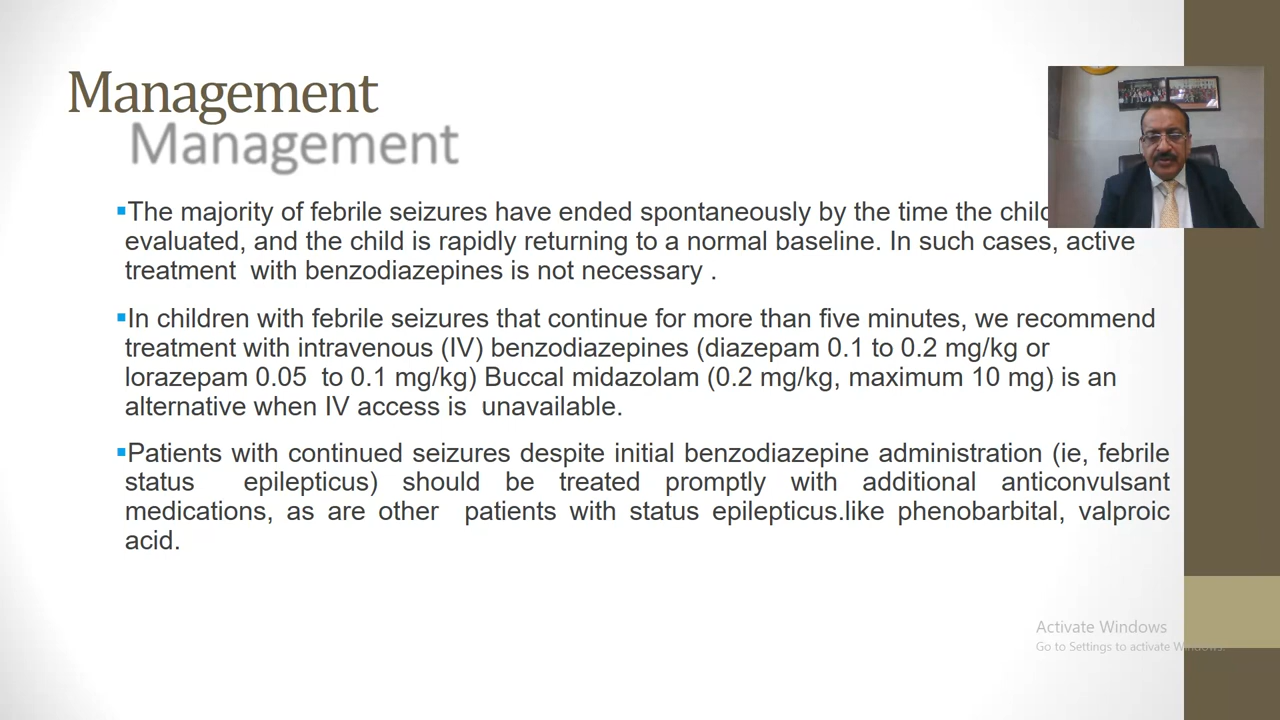 Management
Management
▪The majority of febrile seizures have ended spontaneously by the time the
evaluated, and the child is rapidly returning to a normal baseline. In such cases, active
treatment with benzodiazepines is not necessary .
▪In children with febrile seizures that continue for more than five minutes, we recommend
treatment with intravenous (IV) benzodiazepines (diazepam 0.1 to 0.2 mg/kg or
lorazepam 0.05 to 0.1 mg/kg) Buccal midazolam (0.2 mg/kg, maximum 10 mg) is an
alternative when IV access is unavailable.
▪Patients with continued seizures despite initial benzodiazepine administration (ie, febrile
status epilepticus) should be treated promptly with additional anticonvulsant
medications, as are other patients with status epilepticus.like phenobarbital, valproic
acid.
Activate Windows
Go to Settings to activate Windows.